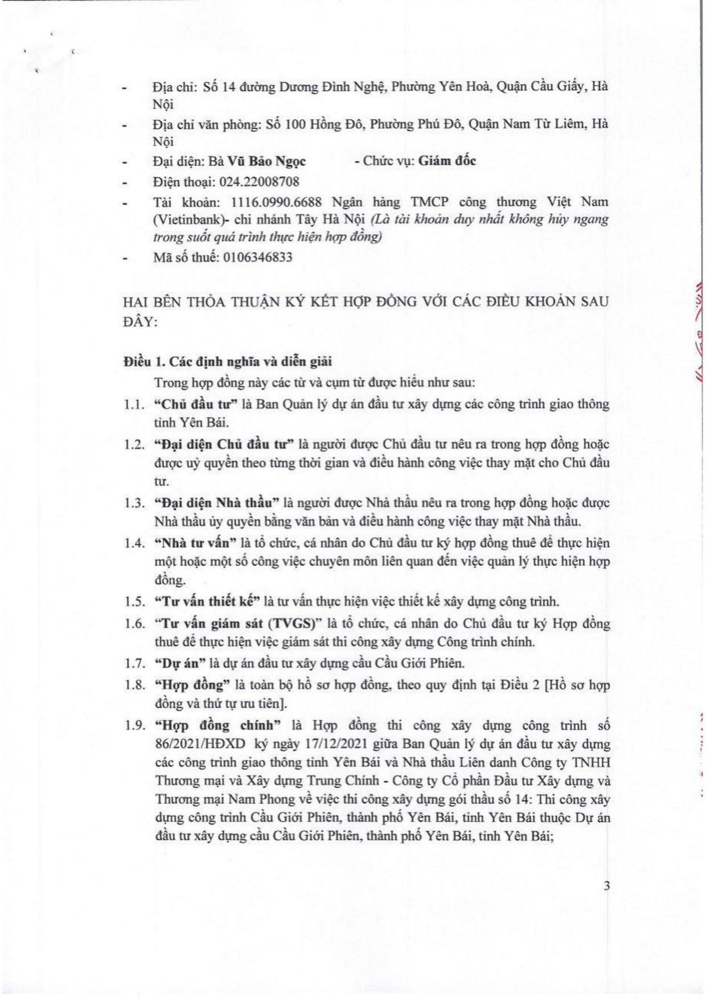 - Địa chỉ: Số 14 đường Dương Đình Nghệ, Phường Yên Hoà, Quận Cầu Giấy, Hà
Nội
- Địa chỉ văn phòng: Số 100 Hồng Đô, Phường Phú Đô, Quận Nam Từ Liêm, Hà
Nội
- Đại diện: Bà Vũ Bảo Ngọc - Chức vụ: Giám đốc
- Điện thoại: 024.22008708
- Tài khoản: 1116.0990.6688 Ngân hàng TMCP công thương Việt Nam
(Vietinbank)- chi nhánh Tây Hà Nội (Là tài khoản duy nhất không hủy ngang
trong suốt quá trình thực hiện hợp đồng)
- Mã số thuế: 0106346833
HAI BÊN THỎA THUẬN KÝ KẾT HỢP ĐỒNG VỚI CÁC ĐIỀU KHOẢN SAU
ĐÂY:
Điều 1. Các định nghĩa và diễn giải
Trong hợp đồng này các từ và cụm từ được hiểu như sau:
1.1. “Chủ đầu tư” là Ban Quản lý dự án đầu tư xây dựng các công trình giao thông
tỉnh Yên Bái.
1.2. “Đại diện Chủ đầu tư” là người được Chủ đầu tư nêu ra trong hợp đồng hoặc
được uỷ quyền theo từng thời gian và điều hành công việc thay mặt cho Chủ đầu
tư.
1.3. “Đại diện Nhà thầu” là người được Nhà thầu nêu ra trong hợp đồng hoặc được
Nhà thầu ủy quyền bằng văn bản và điều hành công việc thay mặt Nhà thầu.
1.4. “Nhà tư vấn” là tổ chức, cá nhân do Chủ đầu tư ký hợp đồng thuê để thực hiện
một hoặc một số công việc chuyên môn liên quan đến việc quản lý thực hiện hợp
đồng.
1.5. “Tư vấn thiết kế” là tư vấn thực hiện việc thiết kế xây dựng công trình.
1.6. “Tư vấn giám sát (TVGS)” là tổ chức, cá nhân do Chủ đầu tư ký Hợp đồng
thuê để thực hiện việc giám sát thi công xây dựng Công trình chính.
1.7. “Dự án” là dự án đầu tư xây dựng cầu Cầu Giới Phiên.
1.8. “Hợp đồng” là toàn bộ hồ sơ hợp đồng, theo quy định tại Điều 2 [Hồ sơ hợp
đồng và thứ tự ưu tiên].
1.9. “Hợp đồng chính” là Hợp đồng thi công xây dựng công trình số
86/2021/HĐXD ký ngày 17/12/2021 giữa Ban Quản lý dự án đầu tư xây dựng
các công trình giao thông tỉnh Yên Bái và Nhà thầu Liên danh Công ty TNHH
Thương mại và Xây dựng Trung Chính - Công ty Cổ phần Đầu tư Xây dựng và
Thương mại Nam Phong về việc thi công xây dựng gói thầu số 14: Thi công xây
dựng công trình Cầu Giới Phiên, thành phố Yên Bái, tỉnh Yên Bái thuộc Dự án
đầu tư xây dựng cầu Cầu Giới Phiên, thành phố Yên Bái, tỉnh Yên Bái;
3